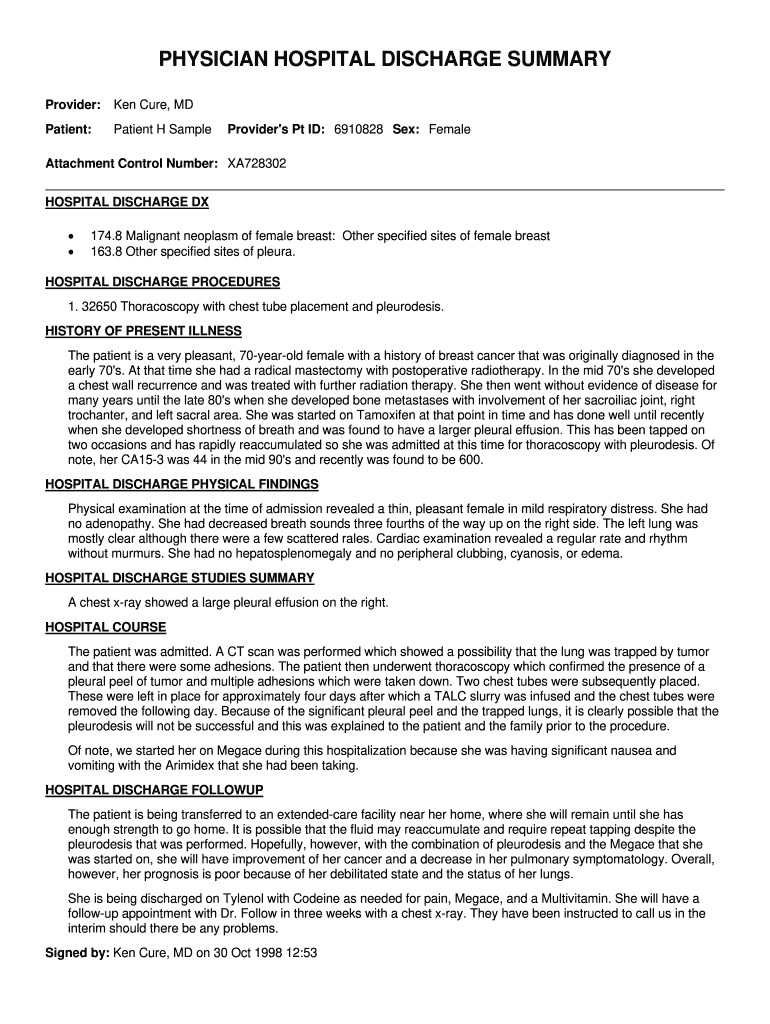 PHYSICIAN HOSPITAL DISCHARGE SUMMARY
Provider: Ken Cure, MD
Patient: Patient H Sample Provider's Pt ID: 6910828 Sex: Female
Attachment Control Number: XA728302
HOSPITAL DISCHARGE DX
• 174.8 Malignant neoplasm of female breast: Other specified sites of female breast
• 163.8 Other specified sites of pleura.
HOSPITAL DISCHARGE PROCEDURES
1. 32650 Thoracoscopy with chest tube placement and pleurodesis.
HISTORY OF PRESENT ILLNESS
The patient is a very pleasant, 70-year-old female with a history of breast cancer that was originally diagnosed in the
early 70's. At that time she had a radical mastectomy with postoperative radiotherapy. In the mid 70's she developed
a chest wall recurrence and was treated with further radiation therapy. She then went without evidence of disease for
many years until the late 80's when she developed bone metastases with involvement of her sacroiliac joint, right
trochanter, and left sacral area. She was started on Tamoxifen at that point in time and has done well until recently
when she developed shortness of breath and was found to have a larger pleural effusion. This has been tapped on
two occasions and has rapidly reaccumulated so she was admitted at this time for thoracoscopy with pleurodesis. Of
note, her CA15-3 was 44 in the mid 90's and recently was found to be 600.
HOSPITAL DISCHARGE PHYSICAL FINDINGS
Physical examination at the time of admission revealed a thin, pleasant female in mild respiratory distress. She had
no adenopathy. She had decreased breath sounds three fourths of the way up on the right side. The left lung was
mostly clear although there were a few scattered rales. Cardiac examination revealed a regular rate and rhythm
without murmurs. She had no hepatosplenomegaly and no peripheral clubbing, cyanosis, or edema.
HOSPITAL DISCHARGE STUDIES SUMMARY
A chest x-ray showed a large pleural effusion on the right.
HOSPITAL COURSE
The patient was admitted. A CT scan was performed which showed a possibility that the lung was trapped by tumor
and that there were some adhesions. The patient then underwent thoracoscopy which confirmed the presence of a
pleural peel of tumor and multiple adhesions which were taken down. Two chest tubes were subsequently placed.
These were left in place for approximately four days after which a TALC slurry was infused and the chest tubes were
removed the following day. Because of the significant pleural peel and the trapped lungs, it is clearly possible that the
pleurodesis will not be successful and this was explained to the patient and the family prior to the procedure.
Of note, we started her on Megace during this hospitalization because she was having significant nausea and
vomiting with the Arimidex that she had been taking.
HOSPITAL DISCHARGE FOLLOWUP
The patient is being transferred to an extended-care facility near her home, where she will remain until she has
enough strength to go home. It is possible that the fluid may reaccumulate and require repeat tapping despite the
pleurodesis that was performed. Hopefully, however, with the combination of pleurodesis and the Megace that she
was started on, she will have improvement of her cancer and a decrease in her pulmonary symptomatology. Overall,
however, her prognosis is poor because of her debilitated state and the status of her lungs.
She is being discharged on Tylenol with Codeine as needed for pain, Megace, and a Multivitamin. She will have a
follow-up appointment with Dr. Follow in three weeks with a chest x-ray. They have been instructed to call us in the
interim should there be any problems.
Signed by: Ken Cure, MD on 30 Oct 1998 12:53